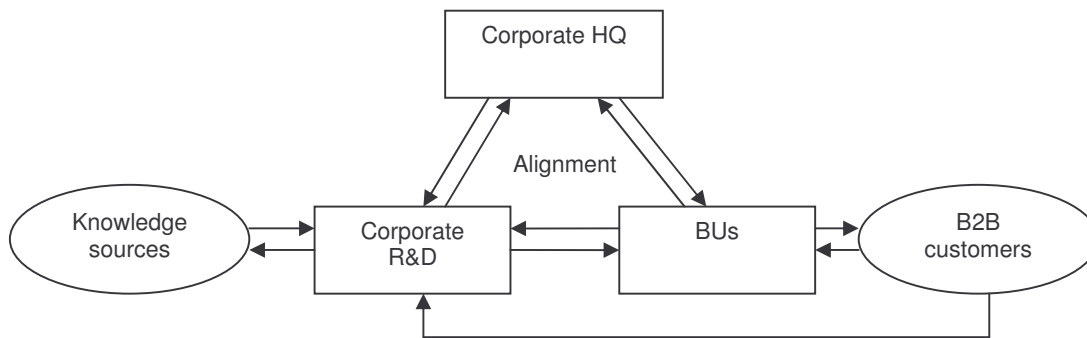 Corporate HQ
Alignment
Knowledge
sources
Corporate
R&D
BUs
B2B
customers